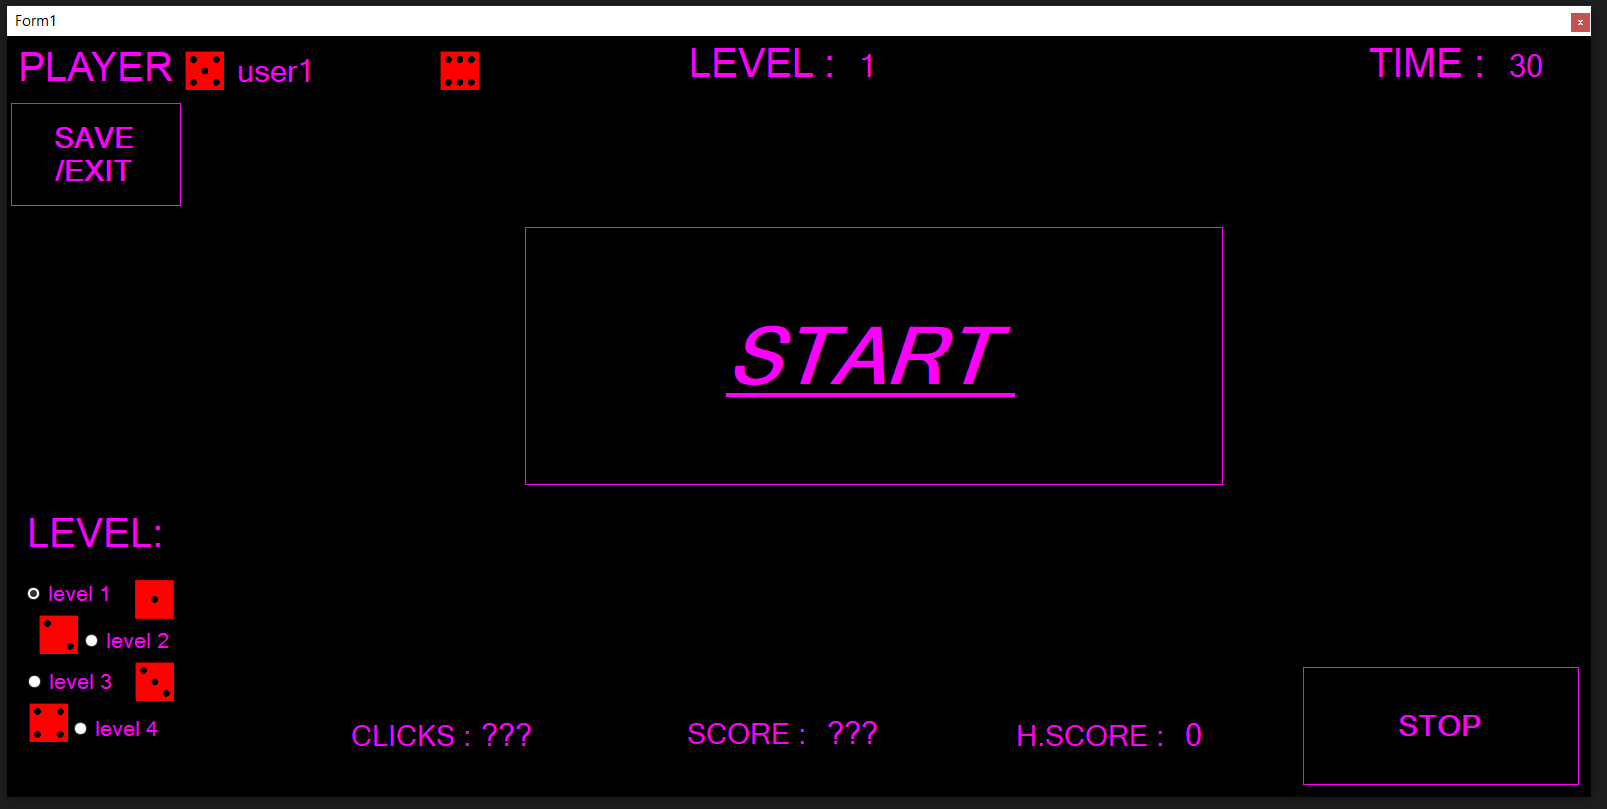 Form1
x
PLAYER user1 LEVEL : 1 TIME : 30
SAVE
/EXIT
START
LEVEL:
level 1
level 2
level 3
level 4
CLICKS : ??? SCORE : ??? H.SCORE : 0
STOP